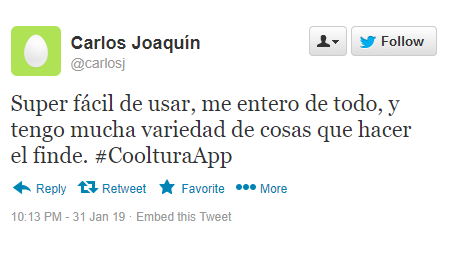 Carlos Joaquín
@carlosj
Follow
Super fácil de usar, me entero de todo, y
tengo mucha variedad de cosas que hacer
el finde. #CoolturaApp
Reply Retweet Favorite More
10:13 PM - 31 Jan 19 · Embed this Tweet